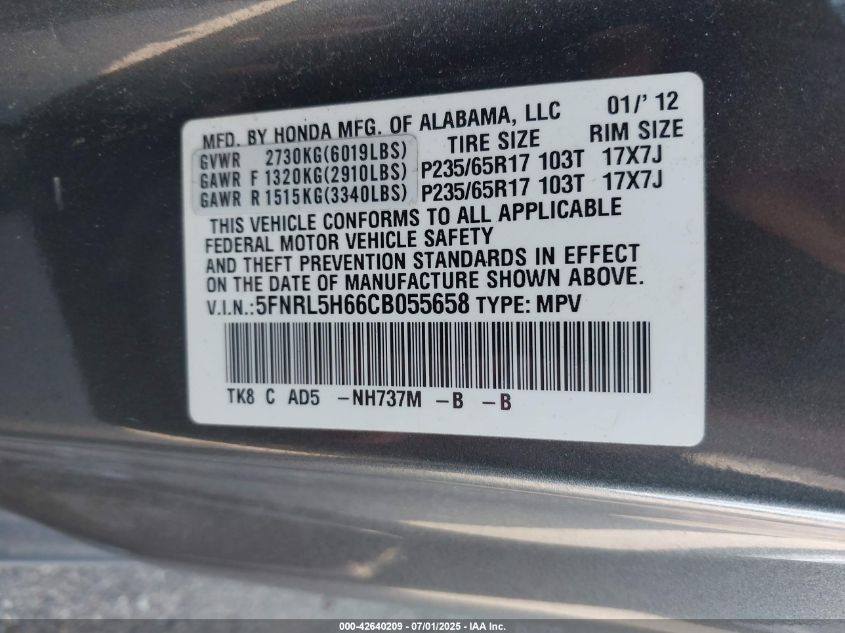 MFD. BY HONDA MFG. OF ALABAMA, LLC 01/' 12
TIRE SIZE RIM SIZE
GVWR 2730KG(6019LBS)
GAWR F 1320KG(2910LBS) P235/65R17 103T 17X7J
GAWR R 1515KG(3340LBS) P235/65R17 103T 17X7J
THIS VEHICLE CONFORMS TO ALL APPLICABLE
FEDERAL MOTOR VEHICLE SAFETY
AND THEFT PREVENTION STANDARDS IN EFFECT
ON THE DATE OF MANUFACTURE SHOWN ABOVE.
V.I.N.:5FNRL5H66CB055658 TYPE: MPV
TK8 C AD5 -NH737M -B -B
000-42640209 - 07/01/2025 - IAA Inc.